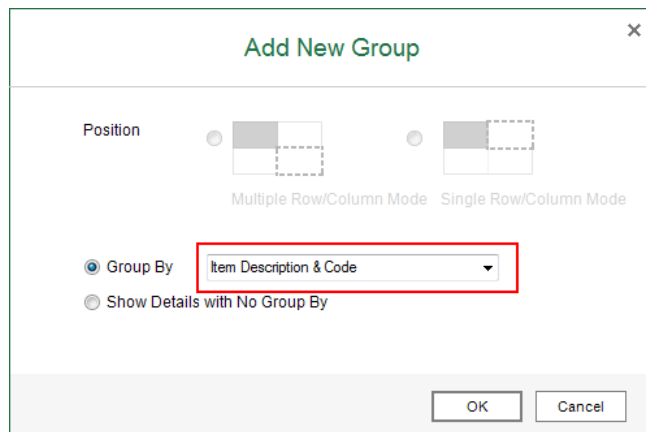 Add New Group
Position
Multiple Row/Column Mode Single Row/Column Mode
Group By Item Description & Code
Show Details with No Group By
OK Cancel